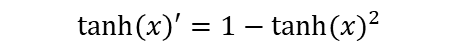 tanh(x)′ = 1 − tanh(x)²